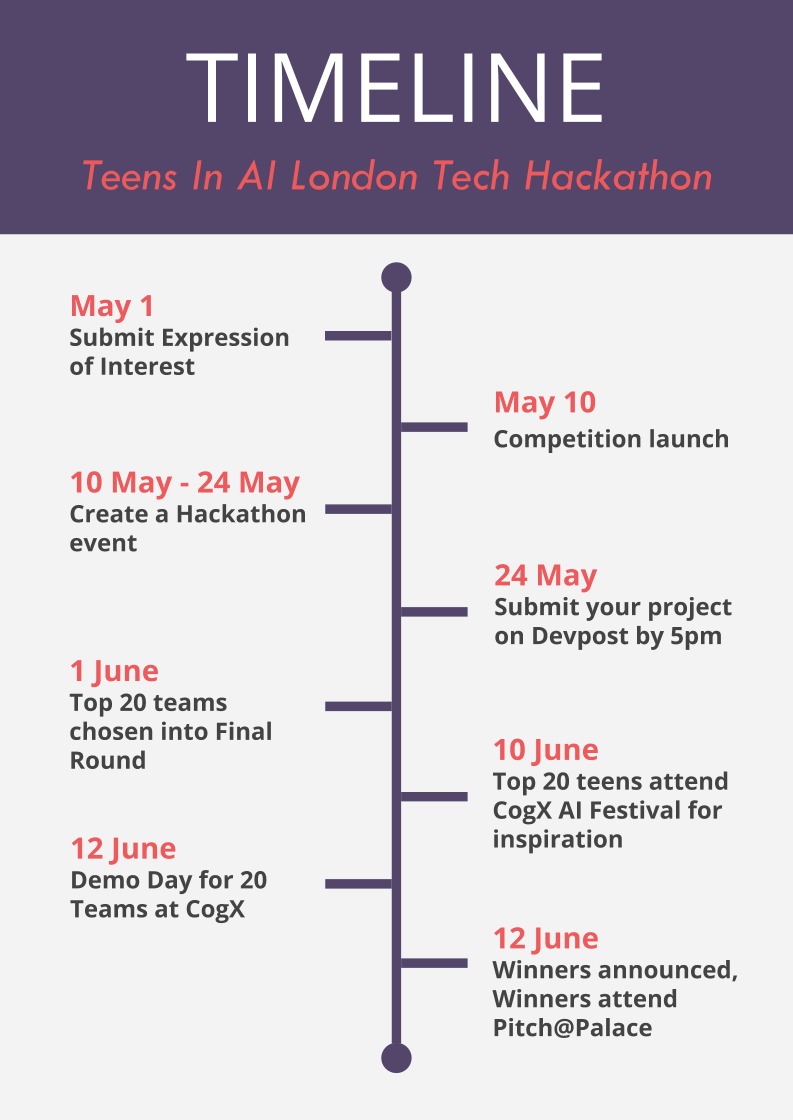 TIMELINE
Teens In AI London Tech Hackathon
May 1
Submit Expression
of Interest
May 10
Competition launch
10 May - 24 May
Create a Hackathon
event
24 May
Submit your project
on Devpost by 5pm
1 June
Top 20 teams
chosen into Final
Round
10 June
Top 20 teens attend
CogX AI Festival for
inspiration
12 June
Demo Day for 20
Teams at CogX
12 June
Winners announced,
Winners attend
Pitch@Palace